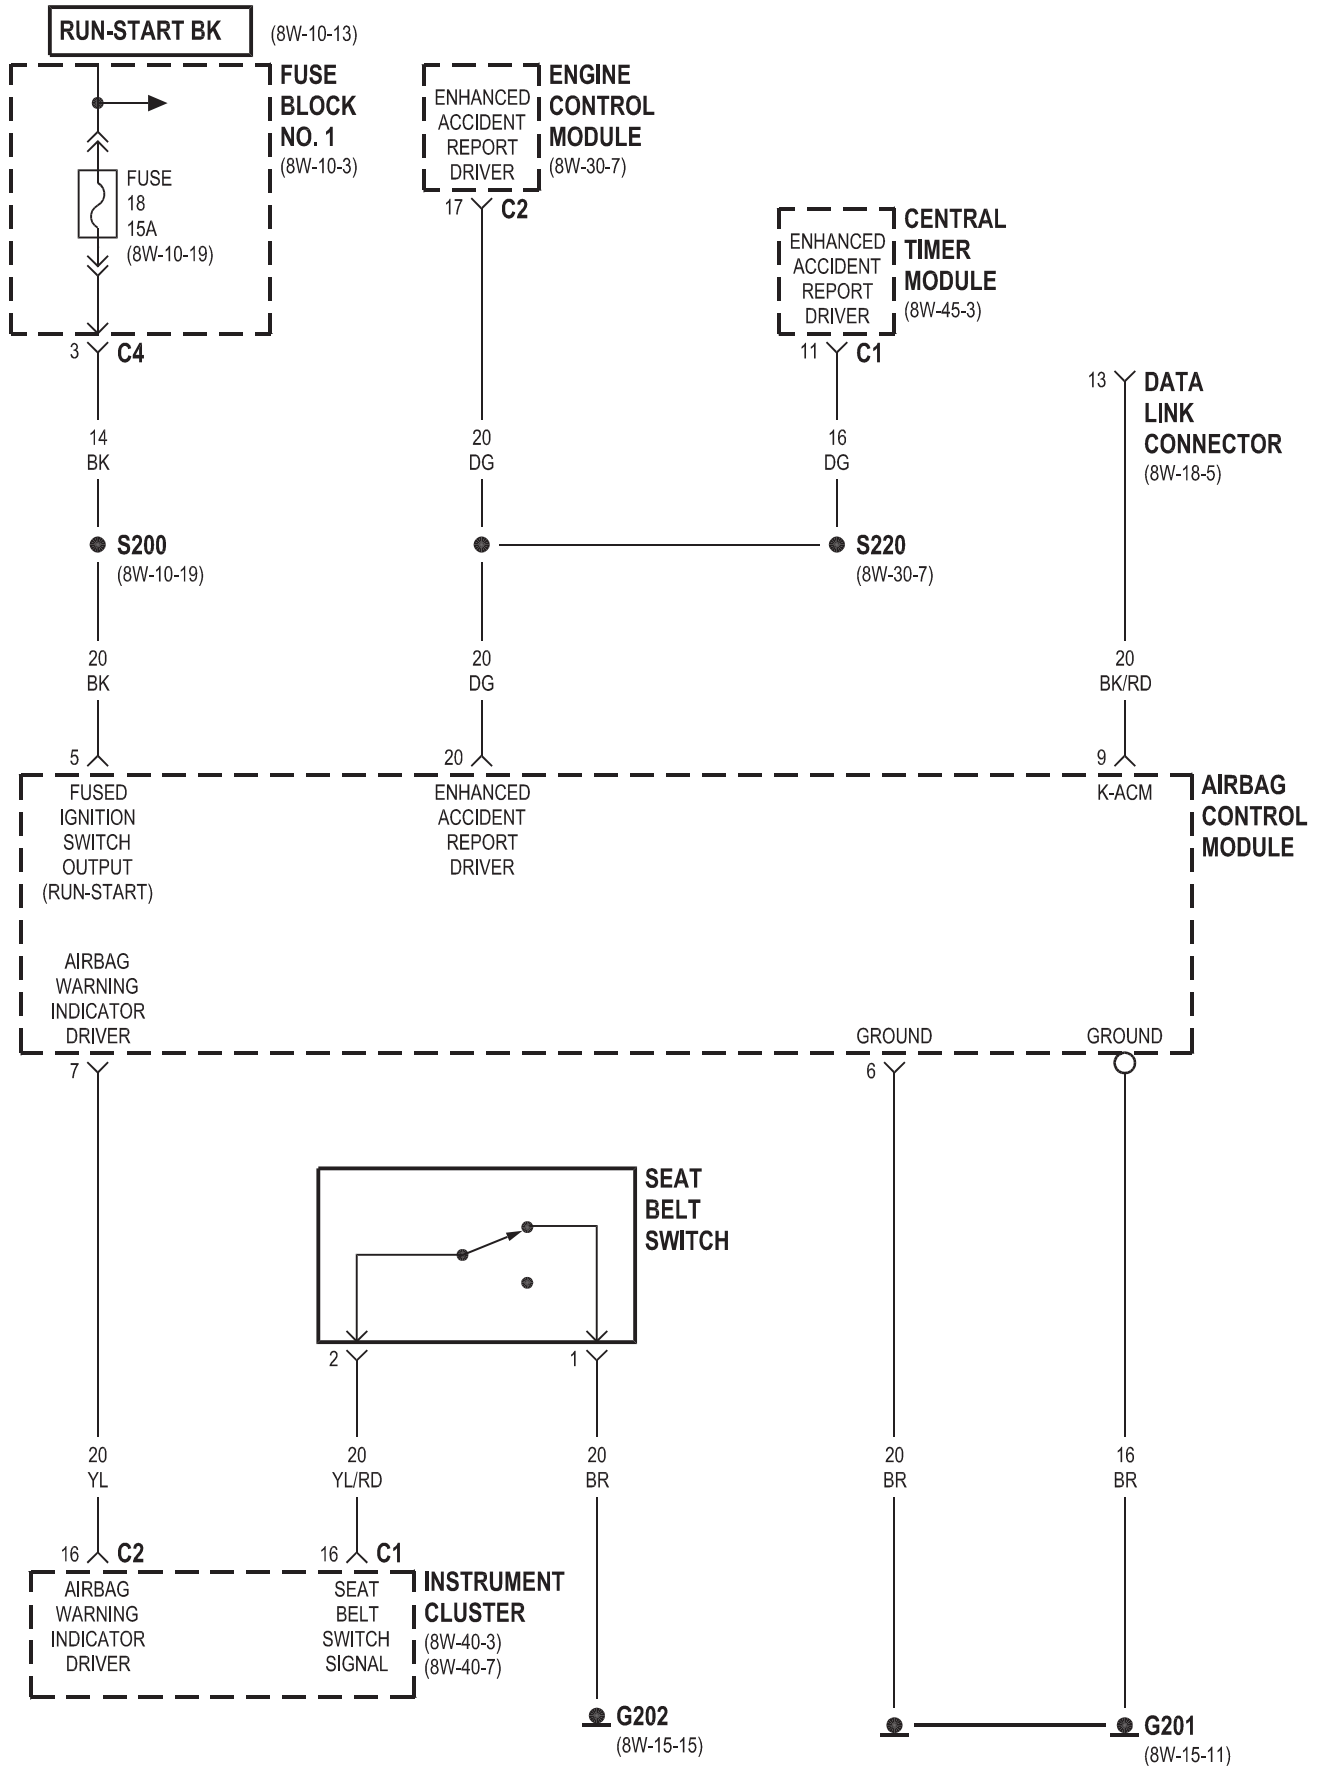 RUN-START BK (8W-10-13)
FUSE
BLOCK
NO. 1
(8W-10-3)
FUSE
18
15A
(8W-10-19)
3 C4
ENHANCED
ACCIDENT
REPORT
DRIVER
ENGINE
CONTROL
MODULE
(8W-30-7)
17 C2
ENHANCED
ACCIDENT
REPORT
DRIVER
CENTRAL
TIMER
MODULE
(8W-45-3)
11 C1
13 DATA
LINK
CONNECTOR
(8W-18-5)
14
BK
20
DG
16
DG
S200
(8W-10-19)
S220
(8W-30-7)
20
BK
20
DG
20
BK/RD
5
20
9
FUSED
IGNITION
SWITCH
OUTPUT
(RUN-START)
ENHANCED
ACCIDENT
REPORT
DRIVER
K-ACM
AIRBAG
CONTROL
MODULE
AIRBAG
WARNING
INDICATOR
DRIVER
GROUND
GROUND
7
6
SEAT
BELT
SWITCH
2
1
20
YL
20
YL/RD
20
BR
20
BR
16
BR
16 C2
16 C1
AIRBAG
WARNING
INDICATOR
DRIVER
SEAT
BELT
SWITCH
SIGNAL
INSTRUMENT
CLUSTER
(8W-40-3)
(8W-40-7)
G202
(8W-15-15)
G201
(8W-15-11)